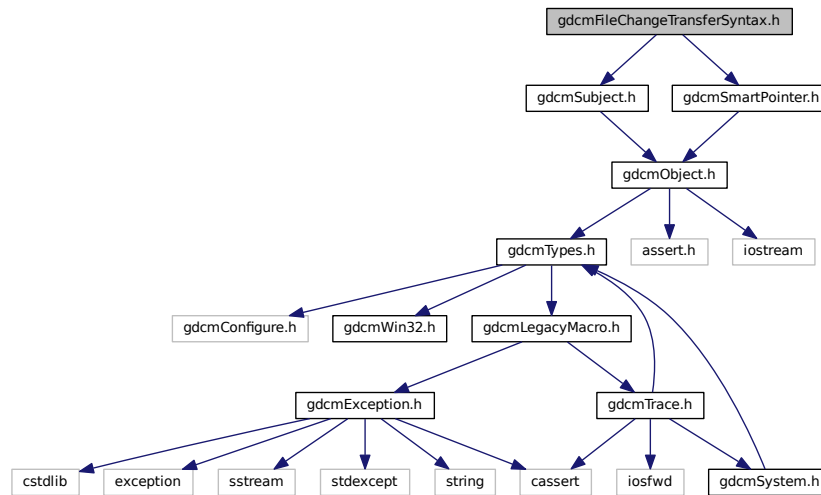 gdcmFileChangeTransferSyntax.h
gdcmSubject.h
gdcmSmartPointer.h
gdcmObject.h
gdcmTypes.h
assert.h
iostream
gdcmConfigure.h
gdcmWin32.h
gdcmLegacyMacro.h
gdcmException.h
gdcmTrace.h
cstdlib
exception
sstream
stdexcept
string
cassert
iosfwd
gdcmSystem.h